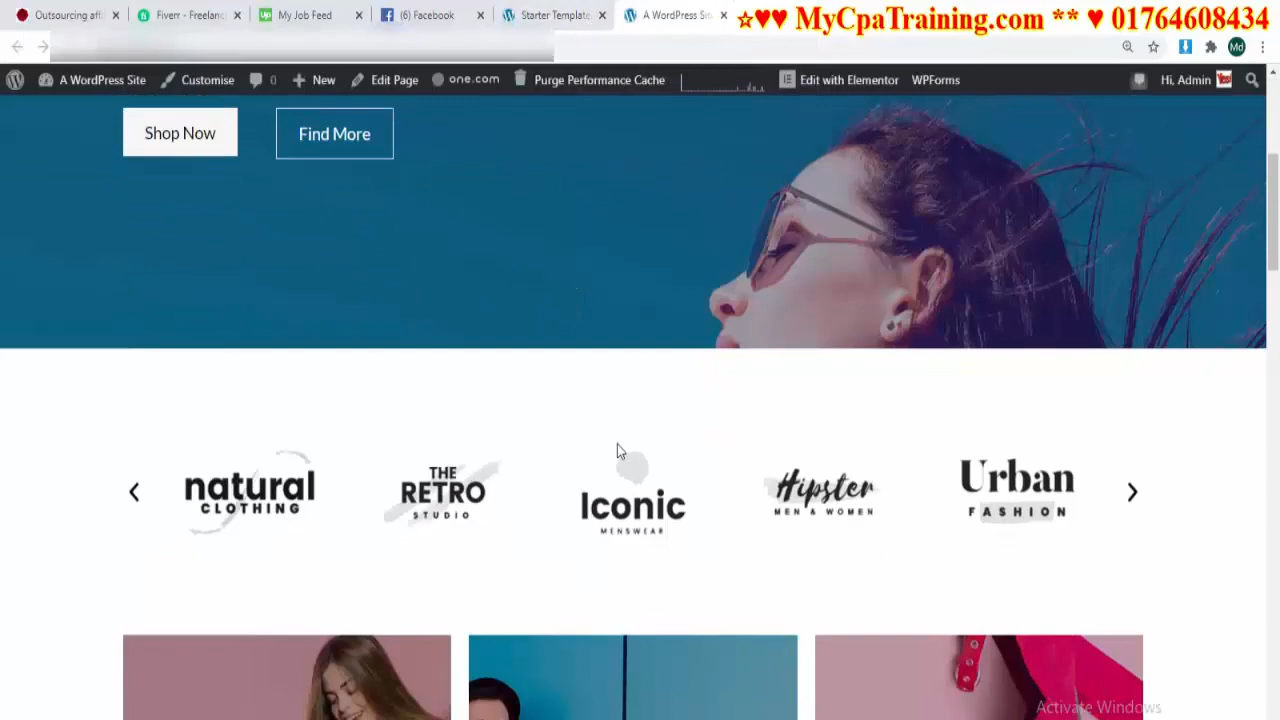 ☆♥♥ MyCpaTraining.com ** ♥ 01764608434
Outsourcing aff
Fiverr - Freelanc
My Job Feed
(6) Facebook
Starter Template
A WordPress Sit
Md
A WordPress Site
Customise
0
New
Edit Page
one.com
Purge Performance Cache
Edit with Elementor
WPForms
Hi, Admin
Shop Now
Find More
natural
CLOTHING
THE
RETRO
STUDIO
Iconic
MENSWEAR
Hipster
MEN & WOMEN
Urban
FASHION
Activate Windows